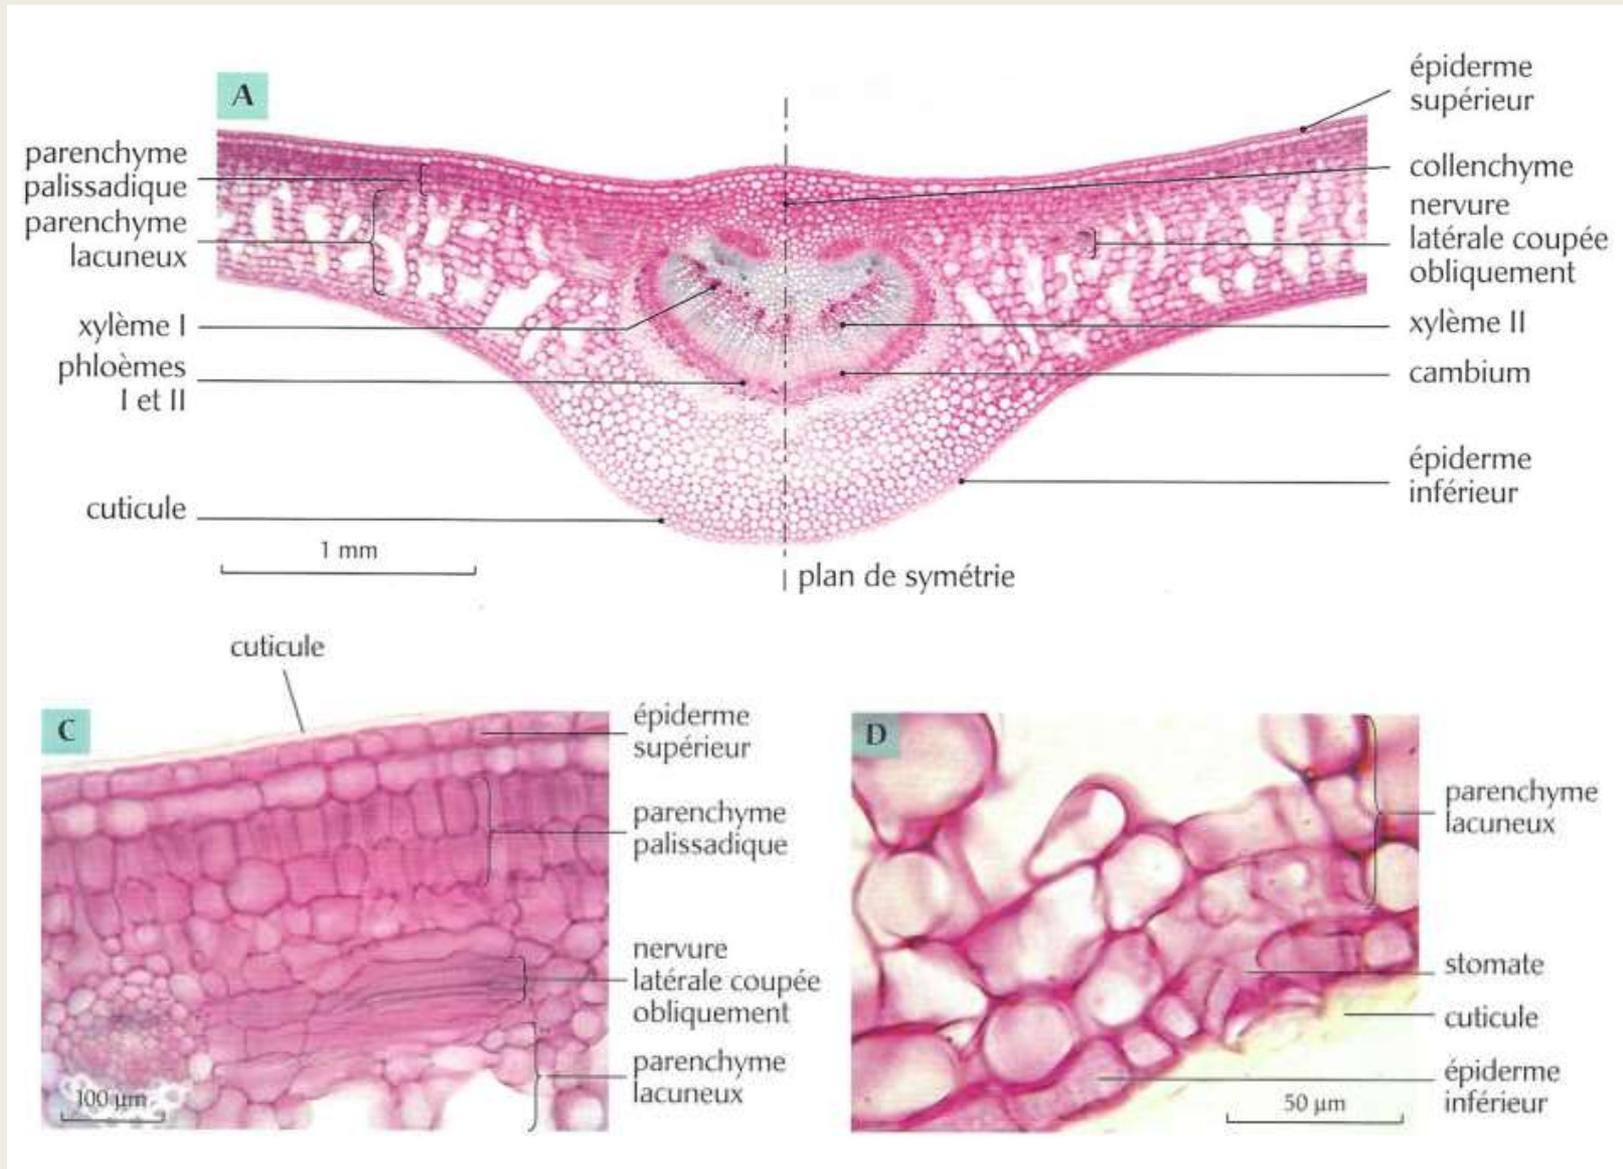 A
parenchyme
palissadique
parenchyme
lacuneux
xylème I
phloèmes
I et II
cuticule
1 mm
épiderme
supérieur
collenchyme
nervure
latérale coupée
obliquement
xylème II
cambium
épiderme
inférieur
plan de symétrie
cuticule
C
épiderme
supérieur
parenchyme
palissadique
nervure
latérale coupée
obliquement
parenchyme
lacuneux
100 µm
D
parenchyme
lacuneux
stomate
cuticule
épiderme
inférieur
50 µm